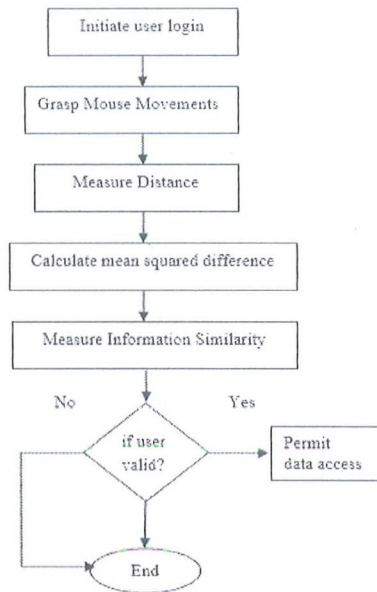 Initiate user login
Grasp Mouse Movements
Measure Distance
Calculate mean squared difference
Measure Information Similarity
No
Yes
if user
valid?
Permit
data access
End